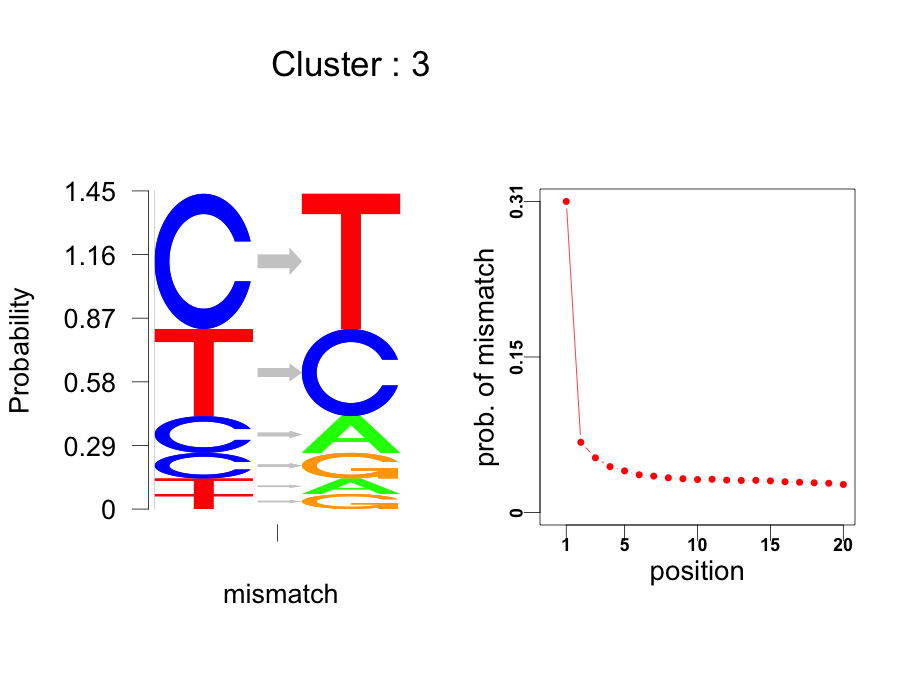 Cluster : 3
Probability
1.45
1.16
0.87
0.58
0.29
0
C T
T C
C A
C G
T A
T G
mismatch
prob. of mismatch
0.31
0.15
0
1 5 10 15 20
position